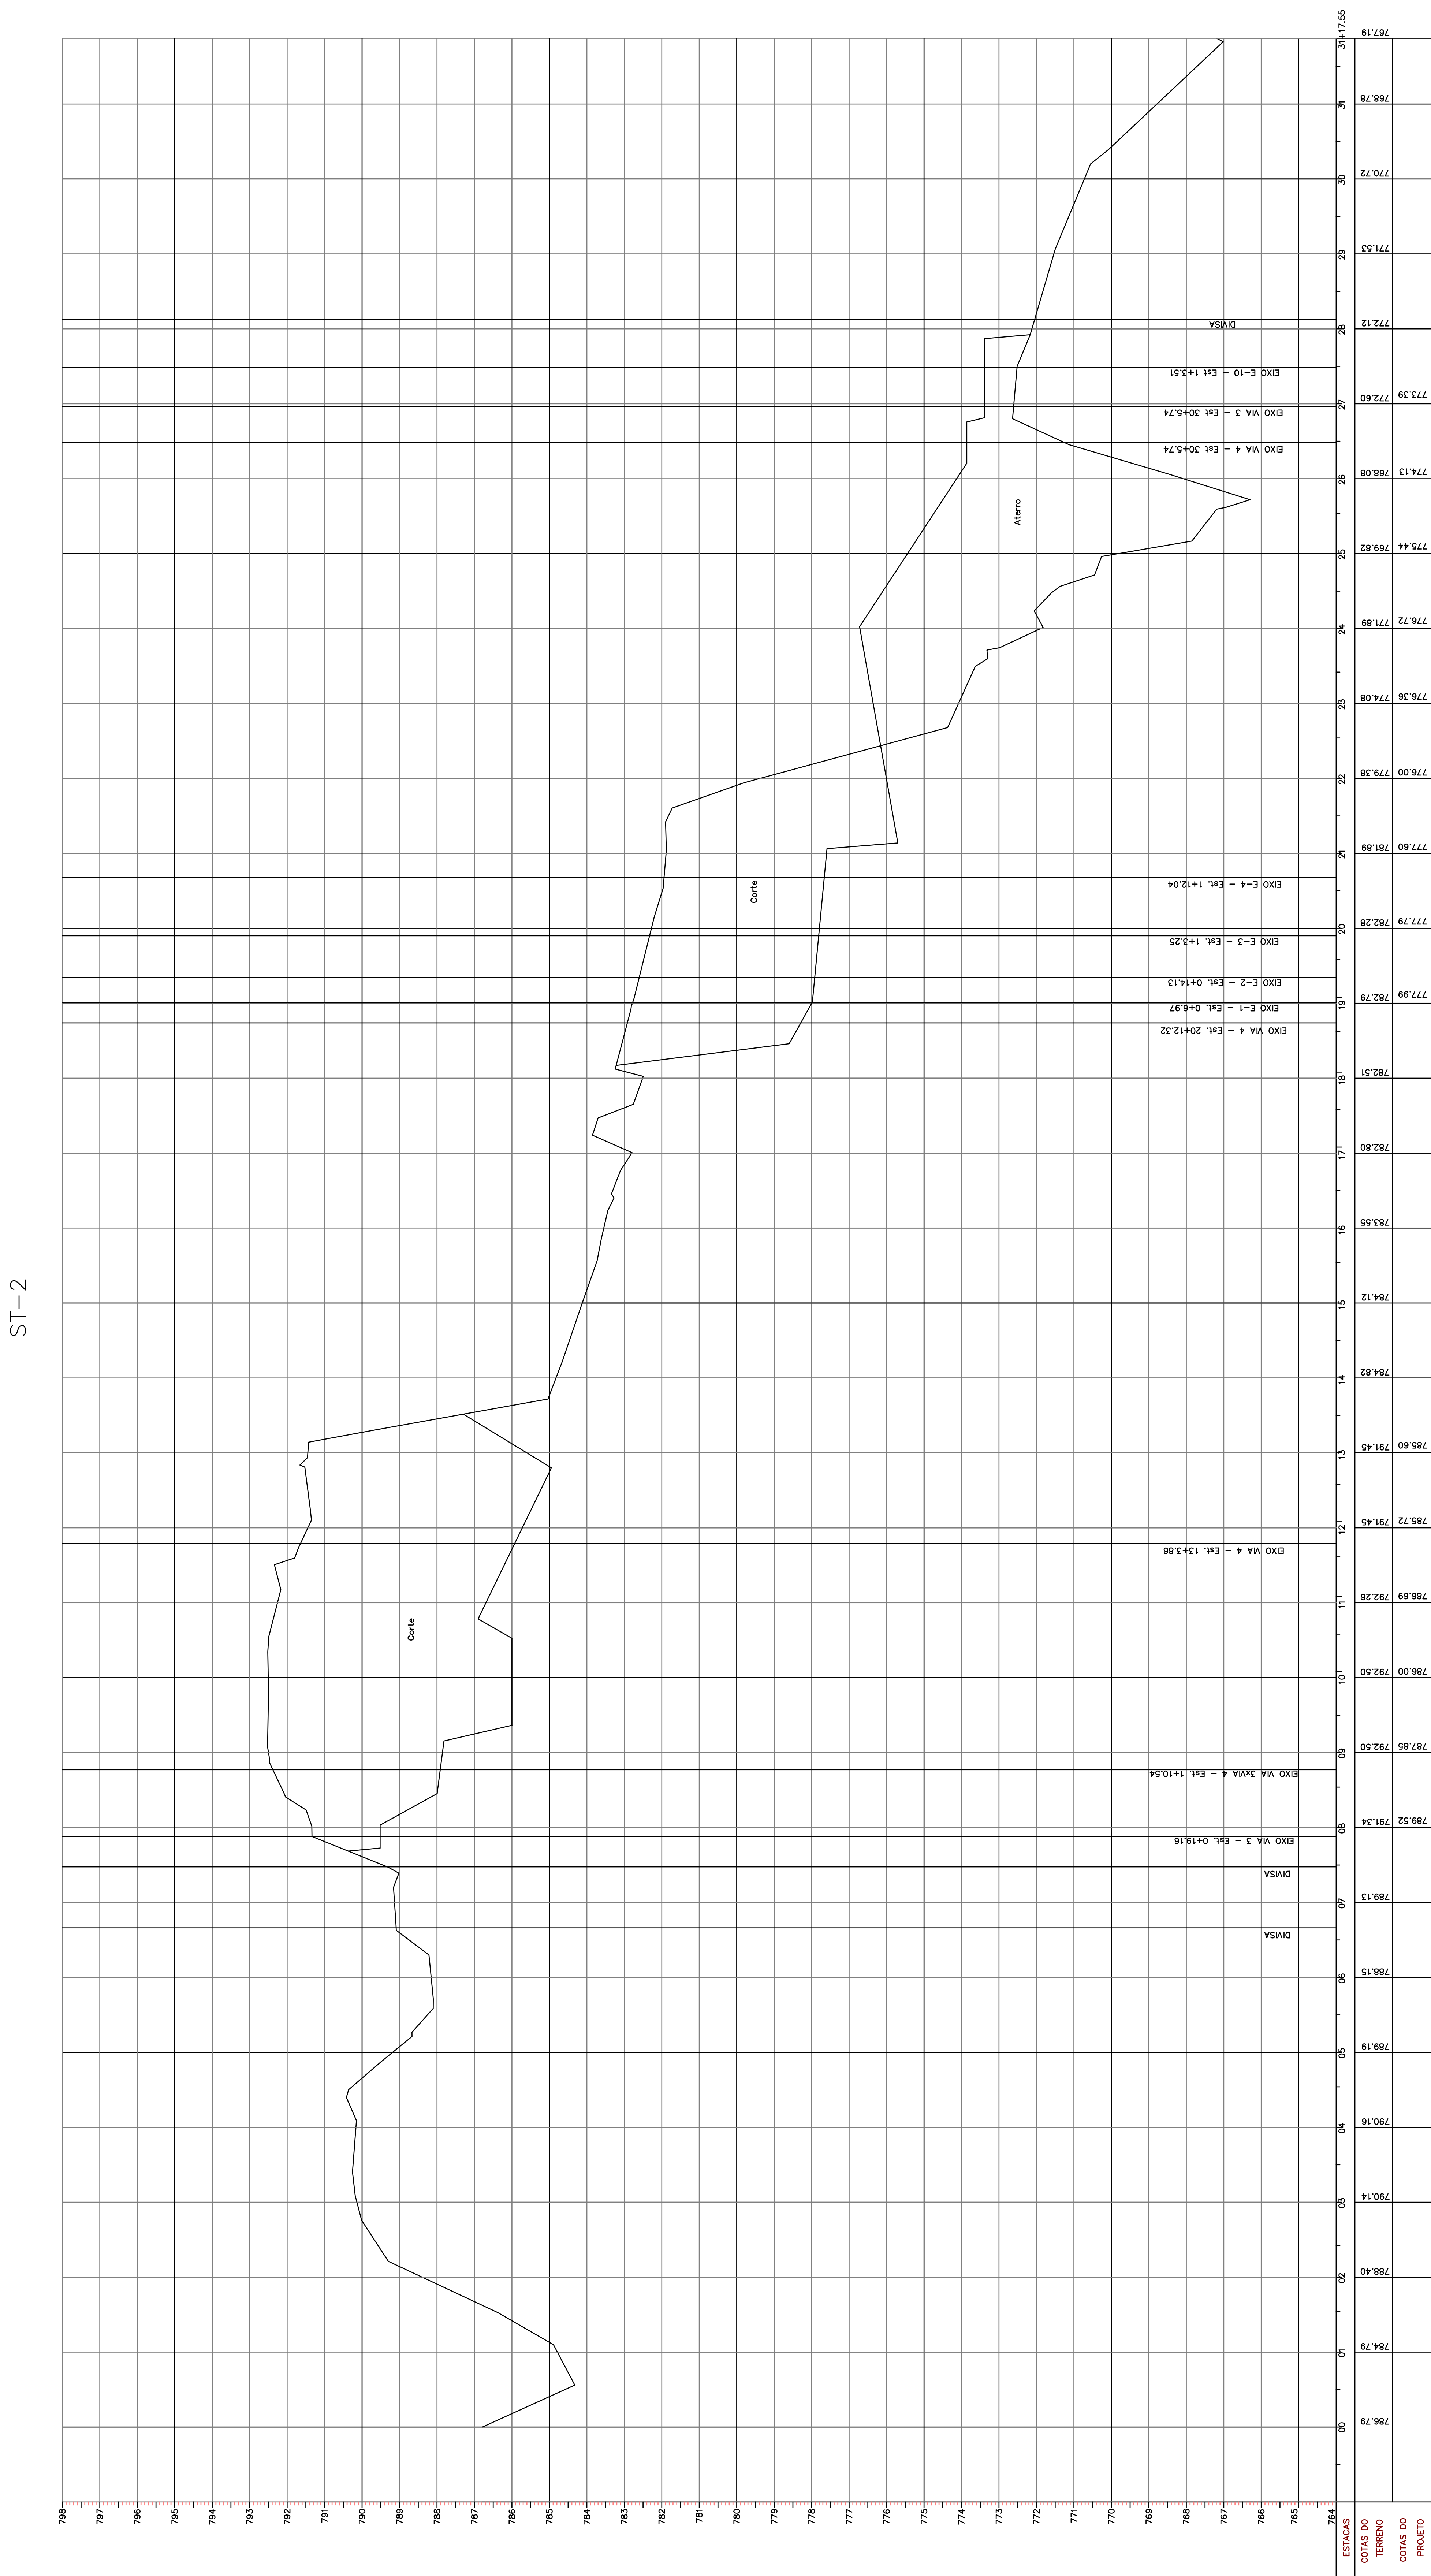 ST-2
798
797
796
795
794
793
792
791
790
789
788
787
786
785
784
783
782
781
780
779
778
777
776
775
774
773
772
771
770
769
768
767
766
765
764
Corte
Corte
Aterro
DIVISA
DIVISA
EIXO VIA 3 - Est. 0+19.16
EIXO VIA 3xVIA 4 - Est. 1+10.54
EIXO VIA 4 - Est. 13+3.86
EIXO VIA 4 - Est. 20+12.32
EIXO E-1 - Est. 0+6.97
EIXO E-2 - Est. 0+14.13
EIXO E-3 - Est. 1+3.25
EIXO E-4 - Est. 1+12.04
EIXO VIA 4 - Est 30+5.74
EIXO VIA 3 - Est 30+5.74
EIXO E-10 - Est 1+3.51
DIVISA
ESTACAS 00 01 02 03 04 05 06 07 08 09 10 11 12 13 14 15 16 17 18 19 20 21 22 23 24 25 26 27 28 29 30 31 31+17.55
COTAS DO
TERRENO
786.79 784.79 788.40 790.14 790.16 789.19 788.15 789.13 791.34 792.50 792.50 792.26 791.45 791.45 784.82 784.12 783.55 782.80 782.51 782.79 782.28 781.89 779.38 774.08 771.89 769.82 768.08 772.60 772.12 771.53 770.72 768.78 767.19
COTAS DO
PROJETO
789.52 787.85 786.00 786.69 785.72 785.60 777.99 777.79 777.60 776.00 776.36 776.72 775.44 774.13 773.39